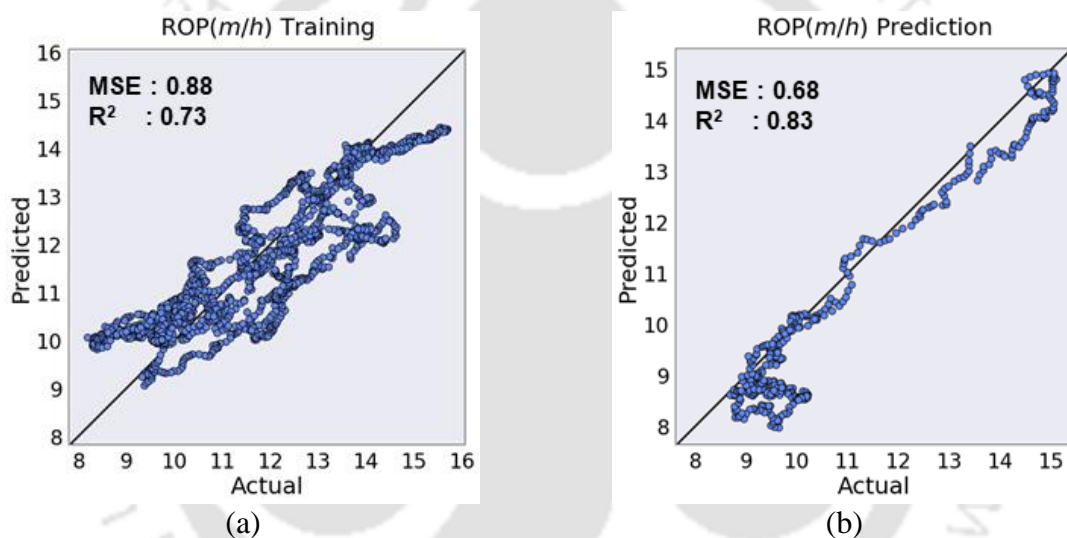 ROP(m/h) Training
MSE : 0.88
R² : 0.73
16
15
14
13
12
11
10
9
8
Predicted
8 9 10 11 12 13 14 15 16
Actual
(a)
ROP(m/h) Prediction
MSE : 0.68
R² : 0.83
15
14
13
12
11
10
9
8
Predicted
8 9 10 11 12 13 14 15
Actual
(b)